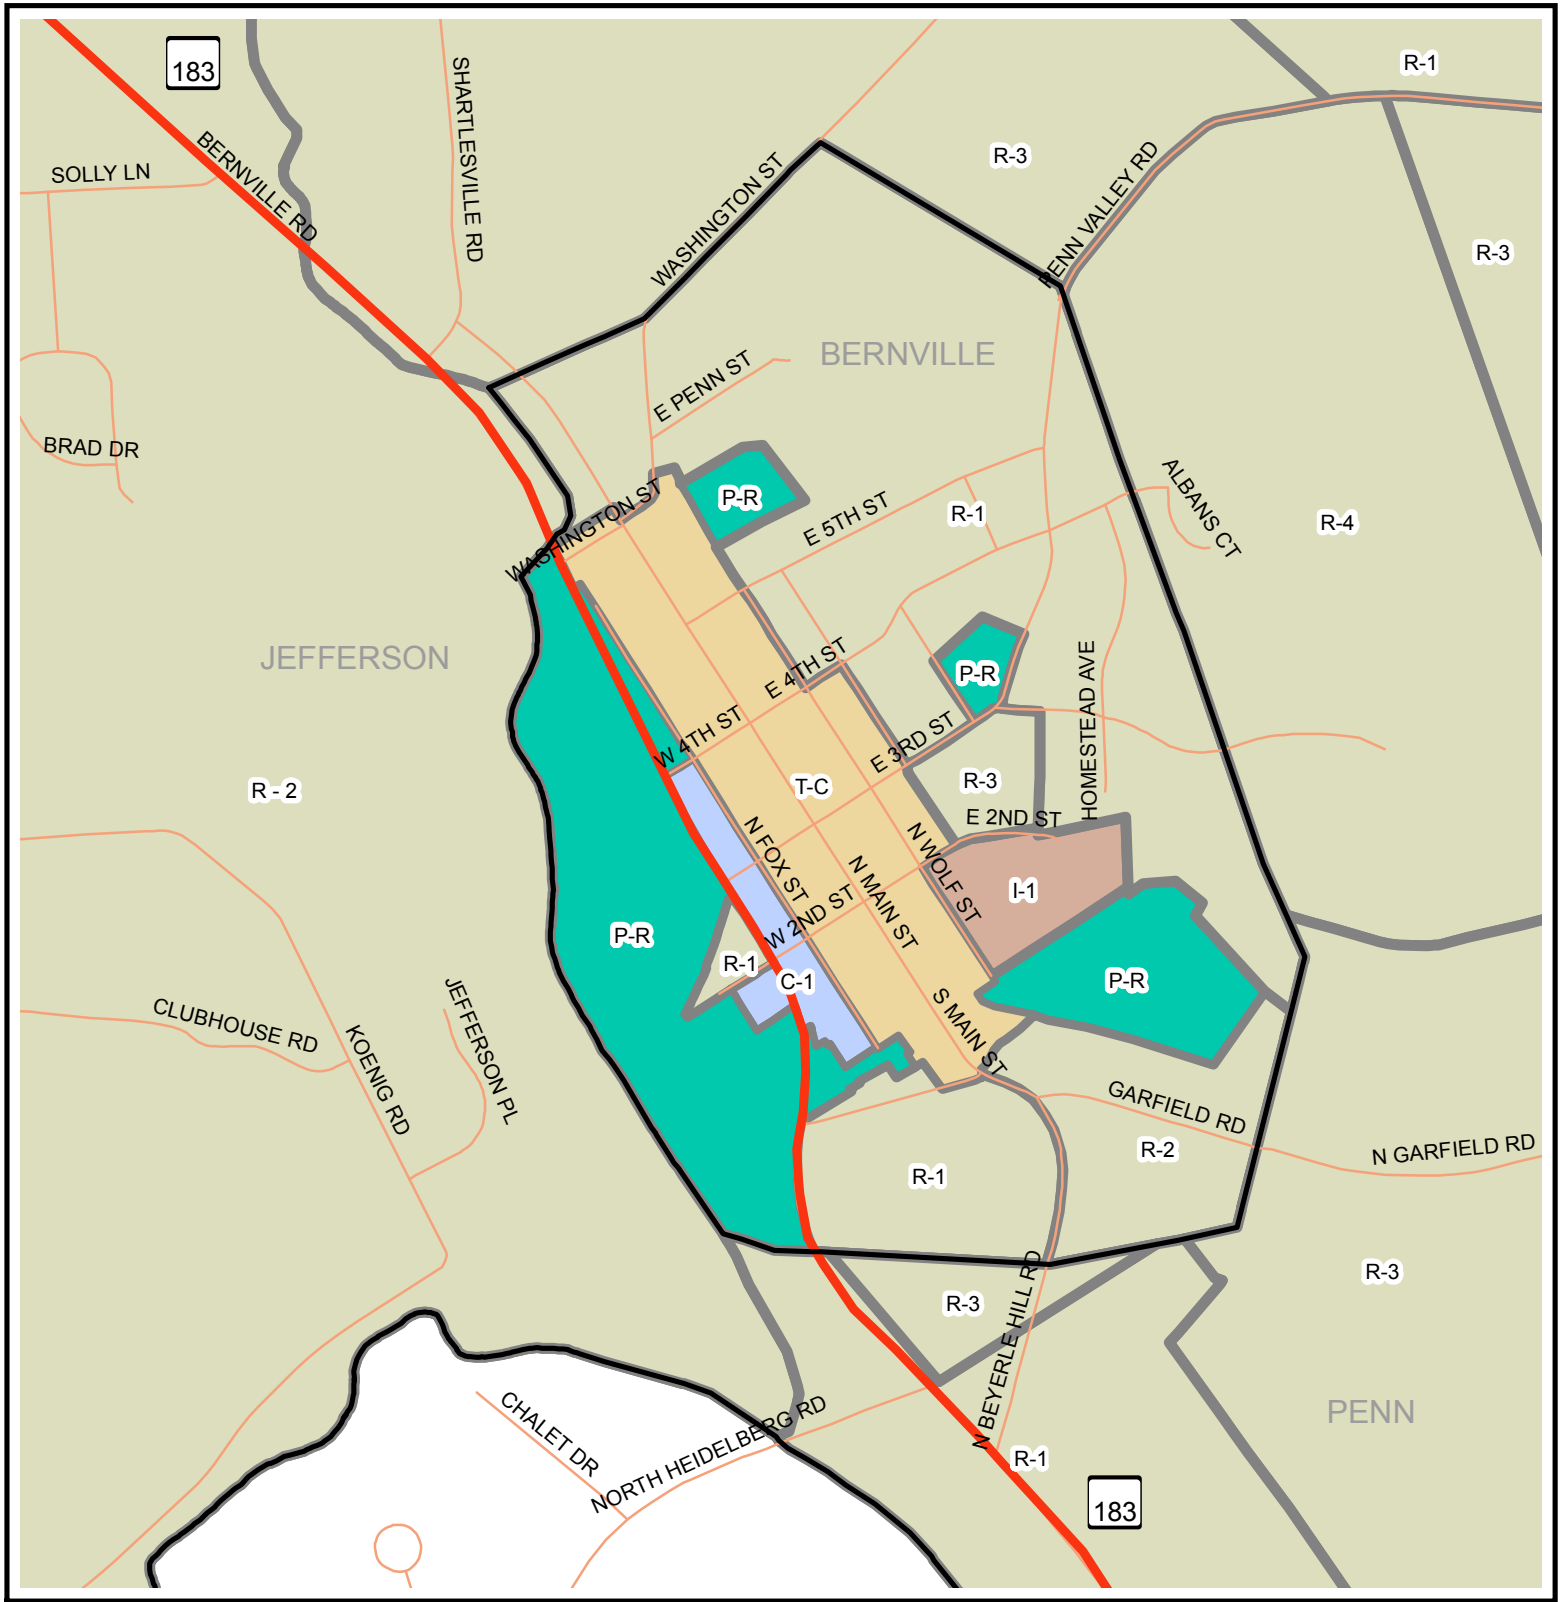 183
R-1
SHARTLESVILLE RD
BERNVILLE RD
SOLLY LN
WASHINGTON ST
R-3
PENN VALLEY RD
R-3
BERNVILLE
E PENN ST
BRAD DR
P-R
WASHINGTON ST
E 5TH ST
R-1
ALBANS CT
R-4
JEFFERSON
E 4TH ST
P-R
HOMESTEAD AVE
W 4TH ST
E 3RD ST
R - 2
T-C
R-3
E 2ND ST
N FOX ST
N MAIN ST
N WOLF ST
I-1
W 2ND ST
P-R
R-1
C-1
P-R
CLUBHOUSE RD
KOENIG RD
JEFFERSON PL
S MAIN ST
GARFIELD RD
R-2
N GARFIELD RD
R-1
R-3
R-3
N BEYERLE HILL RD
PENN
CHALET DR
NORTH HEIDELBERG RD
R-1
183